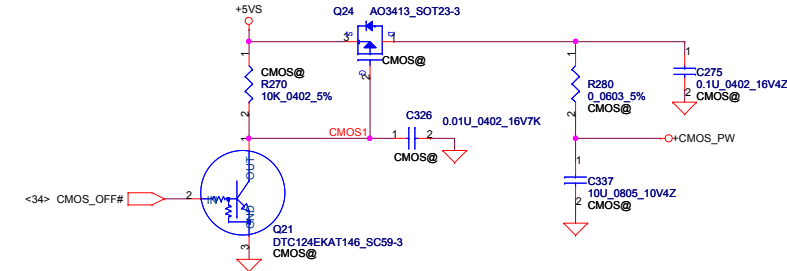 +5VS
Q24 AO3413_SOT23-3
3
S
D
1
CMOS@
G
2
1
CMOS@
R270
10K_0402_5%
2
1
R280
0_0603_5%
CMOS@
2
1
C275
0.1U_0402_16V4Z
2
CMOS@
CMOS1
C326
0.01U_0402_16V7K
1
2
CMOS@
+CMOS_PW
1
C337
10U_0805_10V4Z
2
CMOS@
<34> CMOS_OFF#
2
IN
OUT
GND
1
3
Q21
DTC124EKAT146_SC59-3
CMOS@